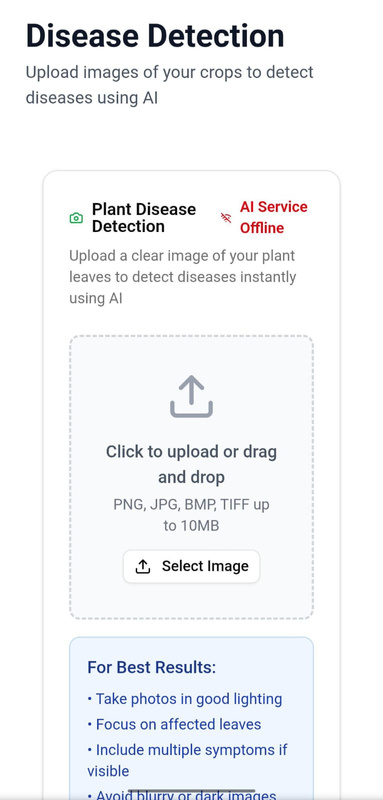 Disease Detection
Upload images of your crops to detect
diseases using AI
Plant Disease
Detection
AI Service
Offline
Upload a clear image of your plant
leaves to detect diseases instantly
using AI
Click to upload or drag
and drop
PNG, JPG, BMP, TIFF up
to 10MB
Select Image
For Best Results:
• Take photos in good lighting
• Focus on affected leaves
• Include multiple symptoms if
visible
• Avoid blurry or dark images